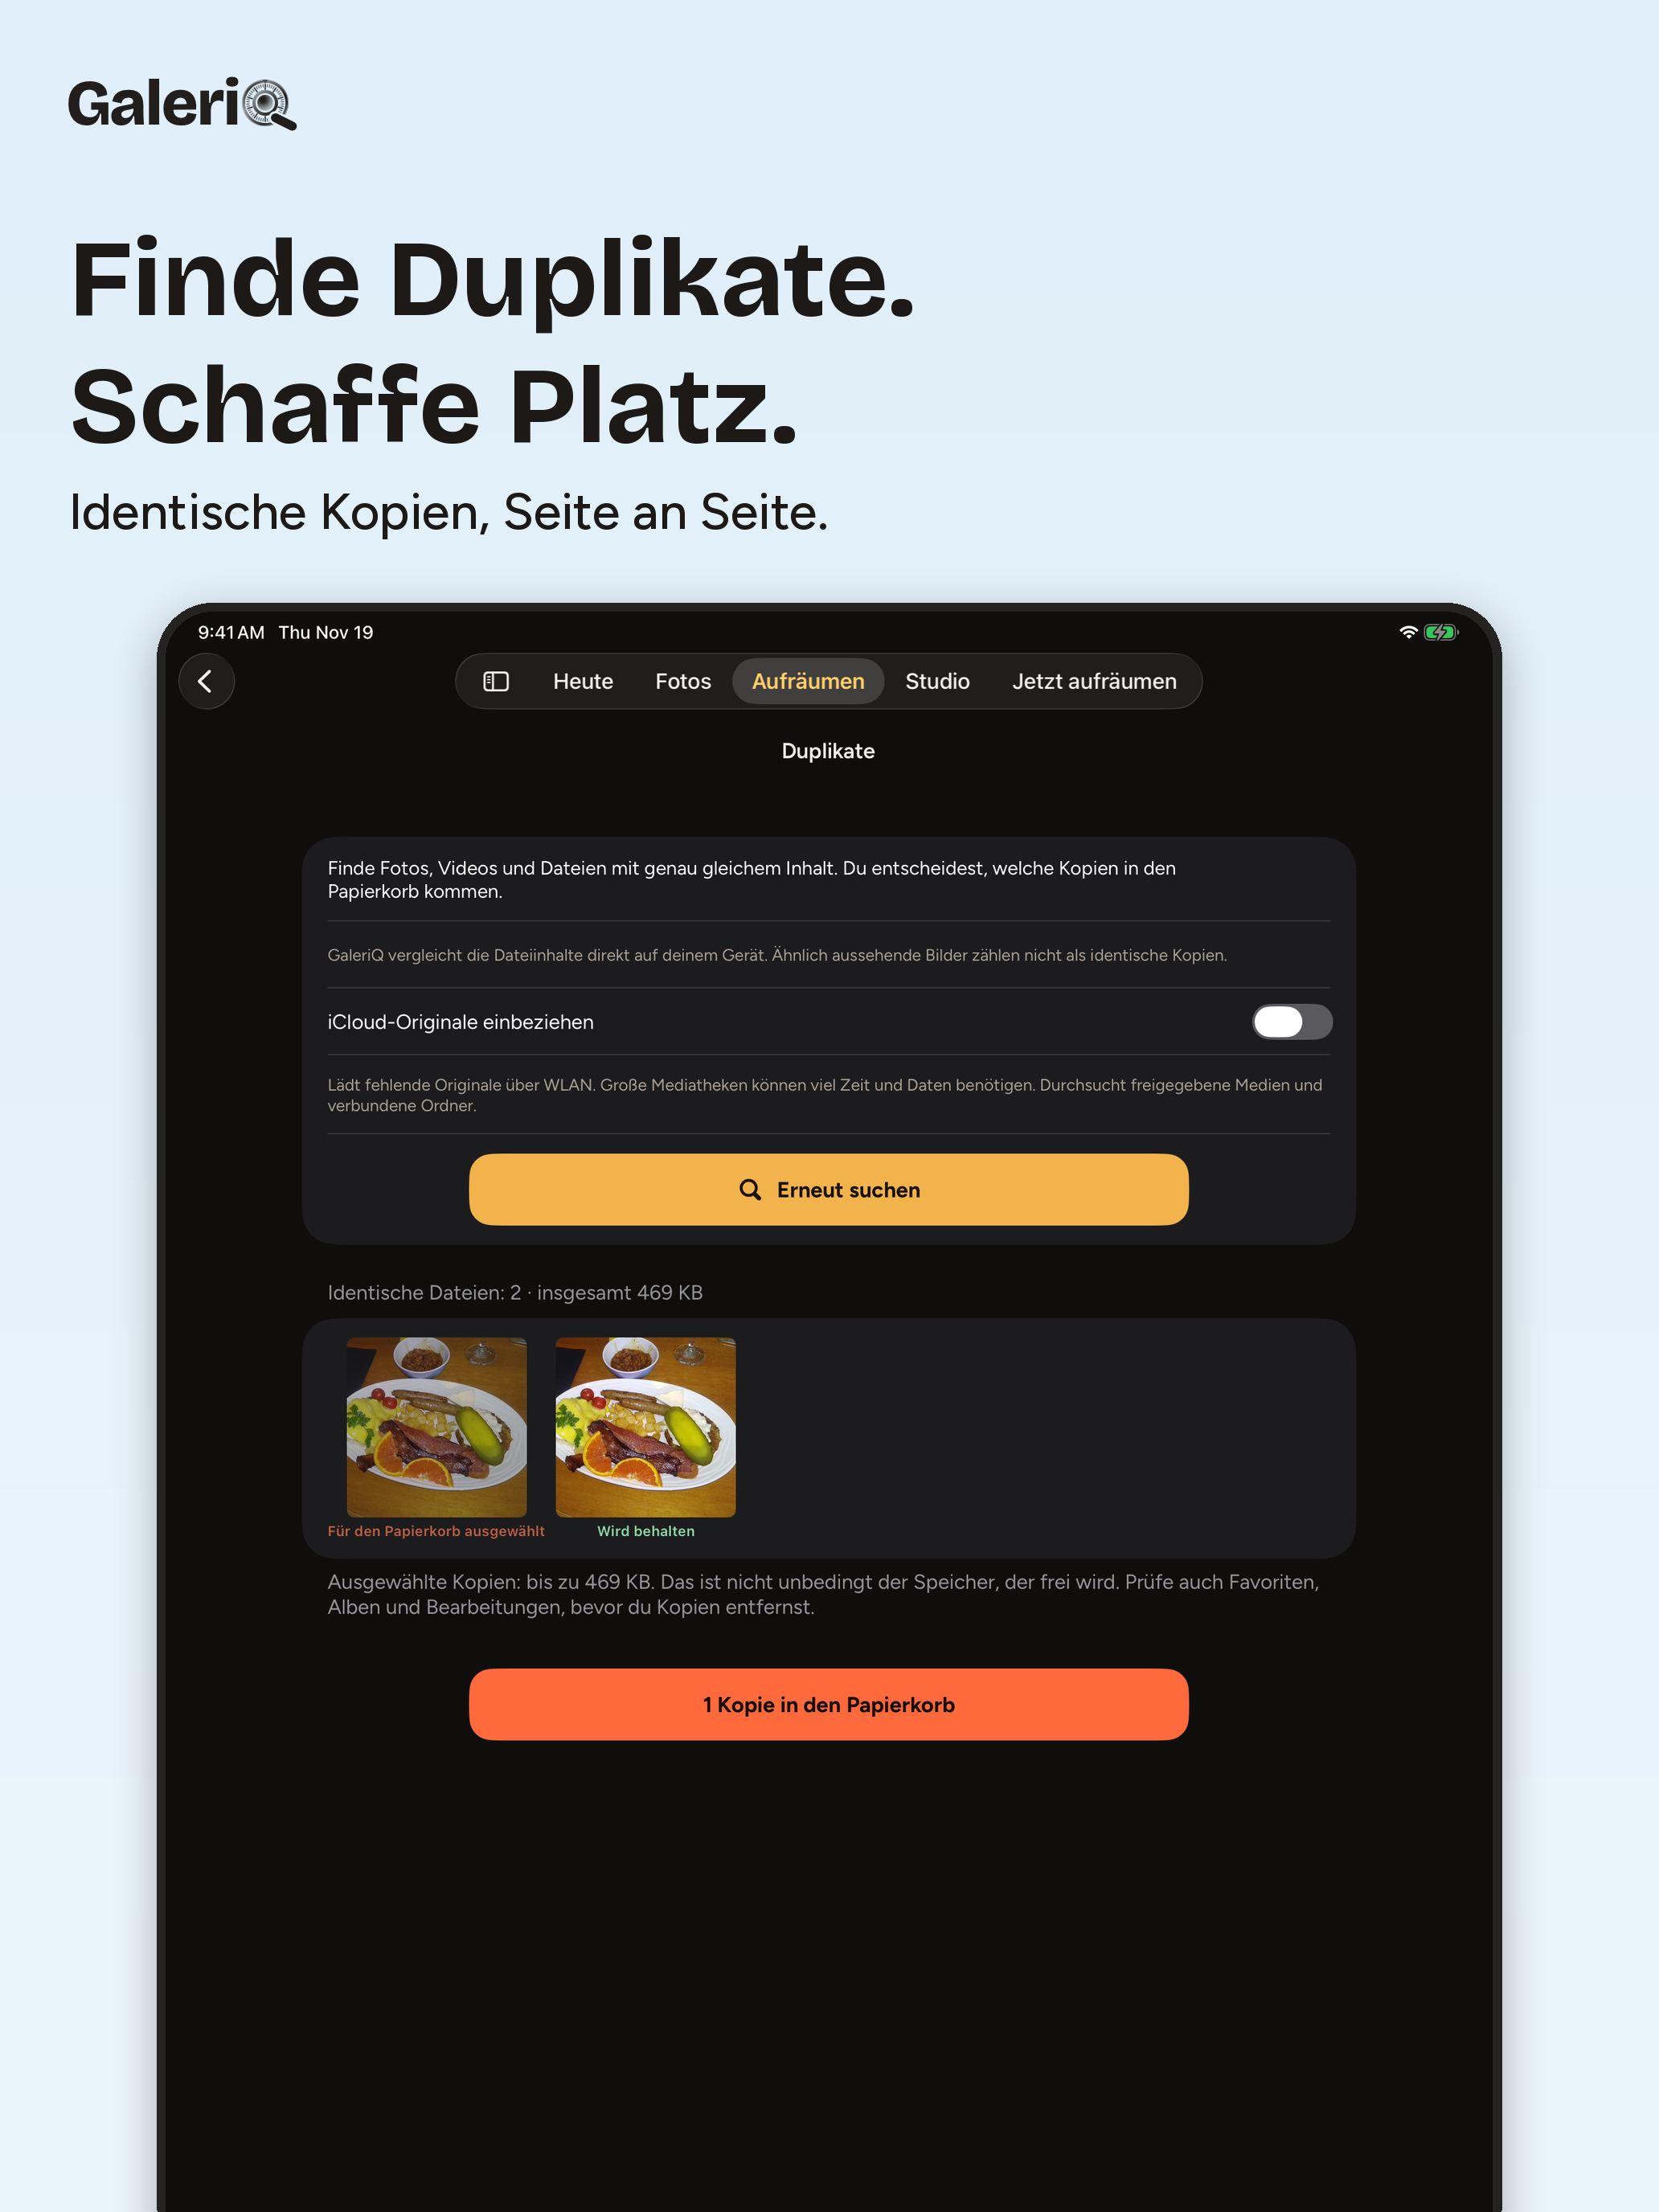 GaleriQ
Finde Duplikate.
Schaffe Platz.
Identische Kopien, Seite an Seite.
9:41 AM Thu Nov 19
Heute Fotos Aufräumen Studio Jetzt aufräumen
Duplikate
Finde Fotos, Videos und Dateien mit genau gleichem Inhalt. Du entscheidest, welche Kopien in den
Papierkorb kommen.
GaleriQ vergleicht die Dateiinhalte direkt auf deinem Gerät. Ähnlich aussehende Bilder zählen nicht als identische Kopien.
iCloud-Originale einbeziehen
Lädt fehlende Originale über WLAN. Große Mediatheken können viel Zeit und Daten benötigen. Durchsucht freigegebene Medien und
verbundene Ordner.
Erneut suchen
Identische Dateien: 2 · insgesamt 469 KB
Für den Papierkorb ausgewählt Wird behalten
Ausgewählte Kopien: bis zu 469 KB. Das ist nicht unbedingt der Speicher, der frei wird. Prüfe auch Favoriten,
Alben und Bearbeitungen, bevor du Kopien entfernst.
1 Kopie in den Papierkorb